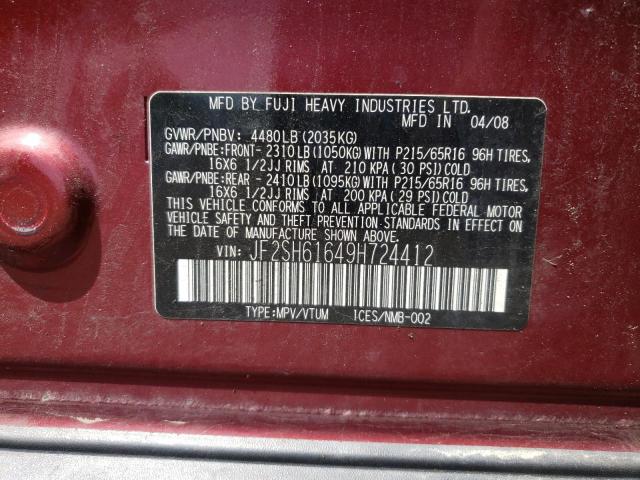 MFD BY FUJI HEAVY INDUSTRIES LTD.
MFD IN 04/08
GVWR/PNBV: 4480LB(2035KG)
GAWR/PNBE:FRONT- 2310LB(1050KG)WITH P215/65R16 96H TIRES,
16X6 1/2JJ RIMS AT 210 KPA(30 PSI)COLD
GAWR/PNBE:REAR - 2410LB(1095KG)WITH P215/65R16 96H TIRES,
16X6 1/2JJ RIMS AT 200 KPA(29 PSI)COLD
THIS VEHICLE CONFORMS TO ALL APPLICABLE FEDERAL MOTOR
VEHICLE SAFETY AND THEFT PREVENTION STANDARDS IN EFFECT
ON THE DATE OF MANUFACTURE SHOWN ABOVE.
VIN: JF2SH61649H724412
TYPE:MPV/VTUM ICES/NMB-002